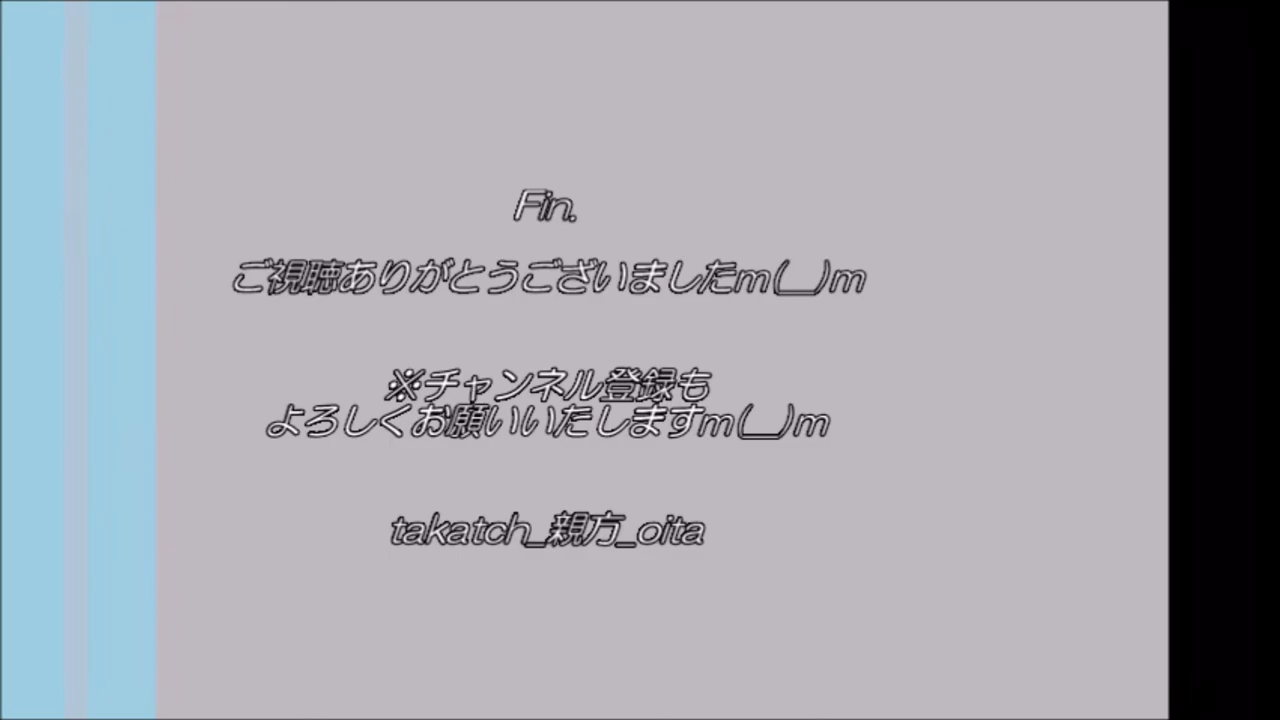 Fin.
ご視聴ありがとうございましたm(__)m
※チャンネル登録も
よろしくお願いいたしますm(__)m
takatch_親方_oita